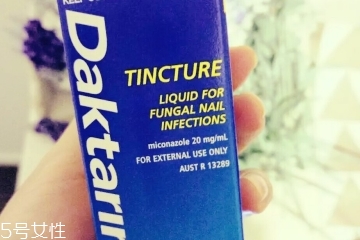 Daktarin
TINCTURE
LIQUID FOR
FUNGAL NAIL
INFECTIONS
miconazole 20 mg/mL
FOR EXTERNAL USE ONLY
AUST R 13289
5号女性